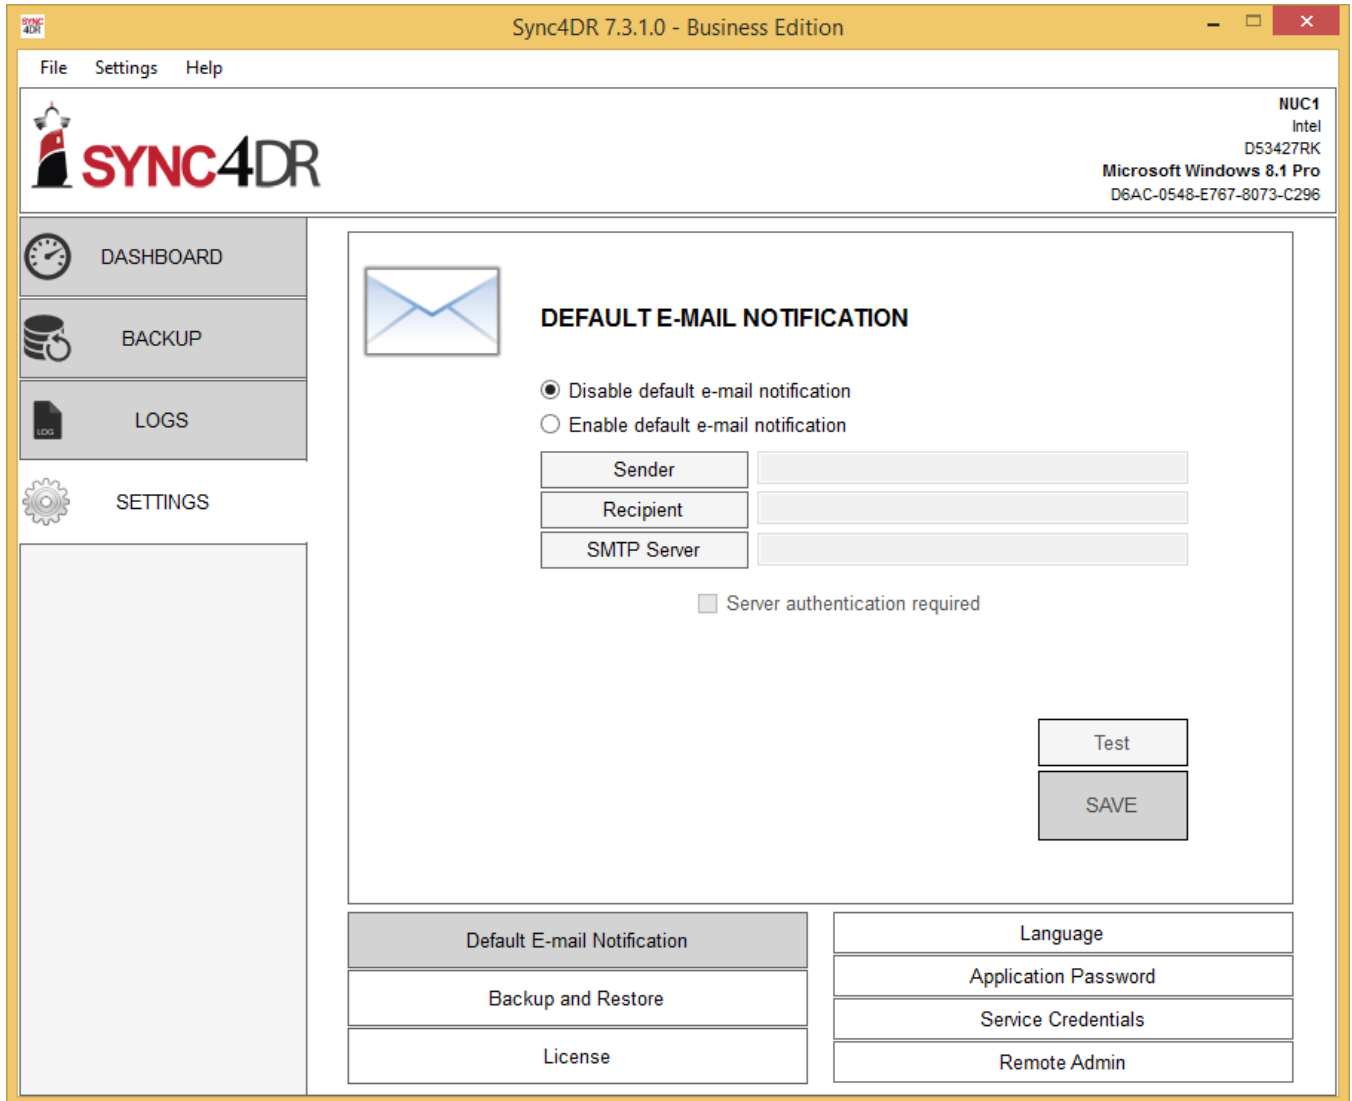 SYNC
4DR
Sync4DR 7.3.1.0 - Business Edition
File Settings Help
SYNC4DR
NUC1
Intel
D53427RK
Microsoft Windows 8.1 Pro
D6AC-0548-E767-8073-C296
DASHBOARD
BACKUP
LOG
LOGS
SETTINGS
DEFAULT E-MAIL NOTIFICATION
Disable default e-mail notification
Enable default e-mail notification
Sender
Recipient
SMTP Server
Server authentication required
Test
SAVE
Default E-mail Notification
Backup and Restore
License
Language
Application Password
Service Credentials
Remote Admin